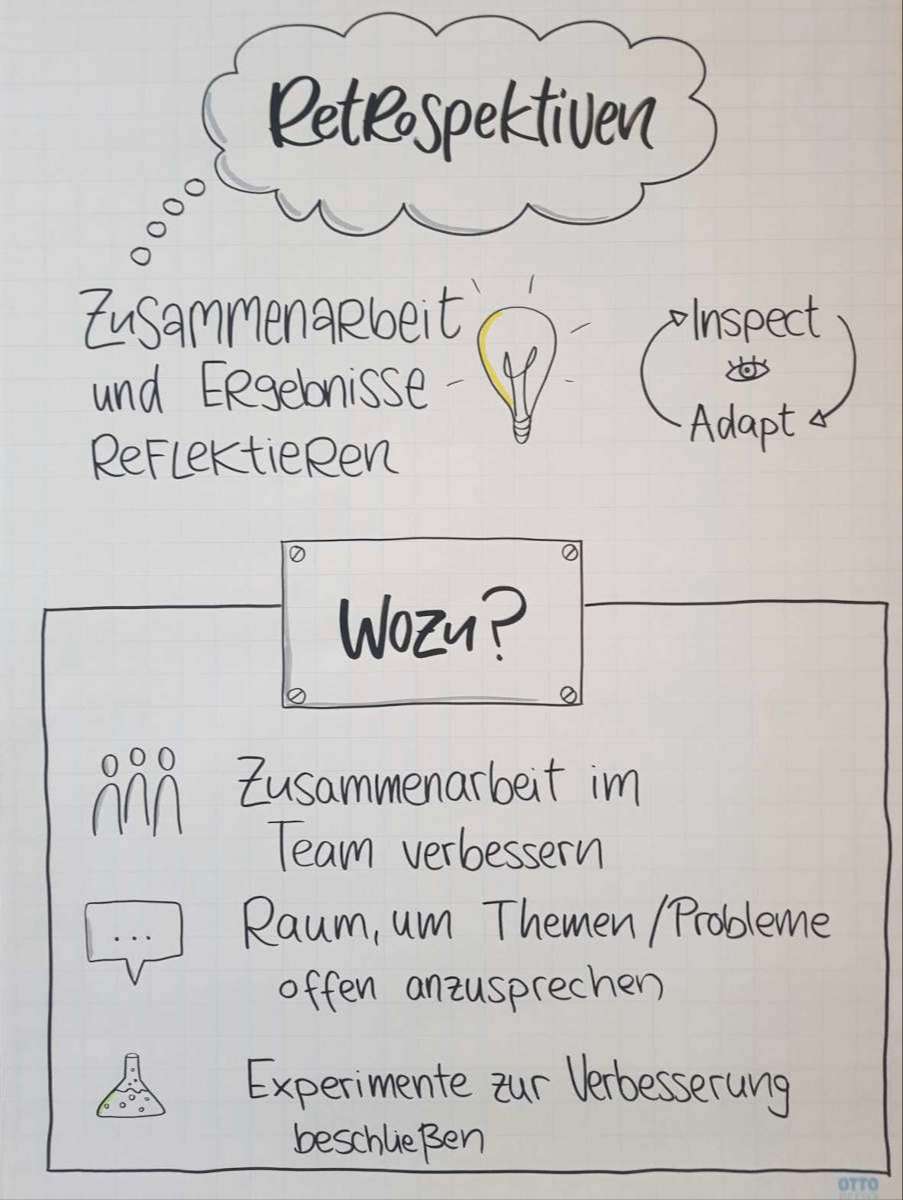 Retrospektiven
Zusammenarbeit
und Ergebnisse
reflektieren
Inspect
Adapt
Wozu?
Zusammenarbeit im
Team verbessern
Raum, um Themen/Probleme
offen anzusprechen
...
Experimente zur Verbesserung
beschließen
OTTO